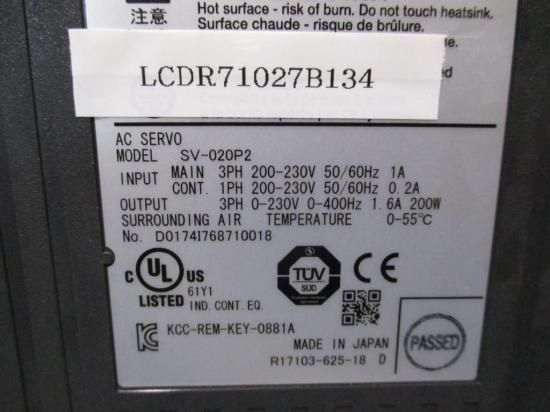 Hot surface - risk of burn. Do not touch heatsink.
注意
Surface chaude - risque de brûlure.
LCDR71027B134
AC SERVO
MODEL SV-020P2
INPUT MAIN 3PH 200-230V 50/60Hz 1A
CONT. 1PH 200-230V 50/60Hz 0.2A
OUTPUT 3PH 0-230V 0-400Hz 1.6A 200W
SURROUNDING AIR TEMPERATURE 0-55℃
No. D0174I768710018
C UL US
LISTED
61Y1
IND. CONT. EQ.
TÜV
SÜD
CE
KCC-REM-KEY-0881A
MADE IN JAPAN
R17103-625-18 D
PASSED